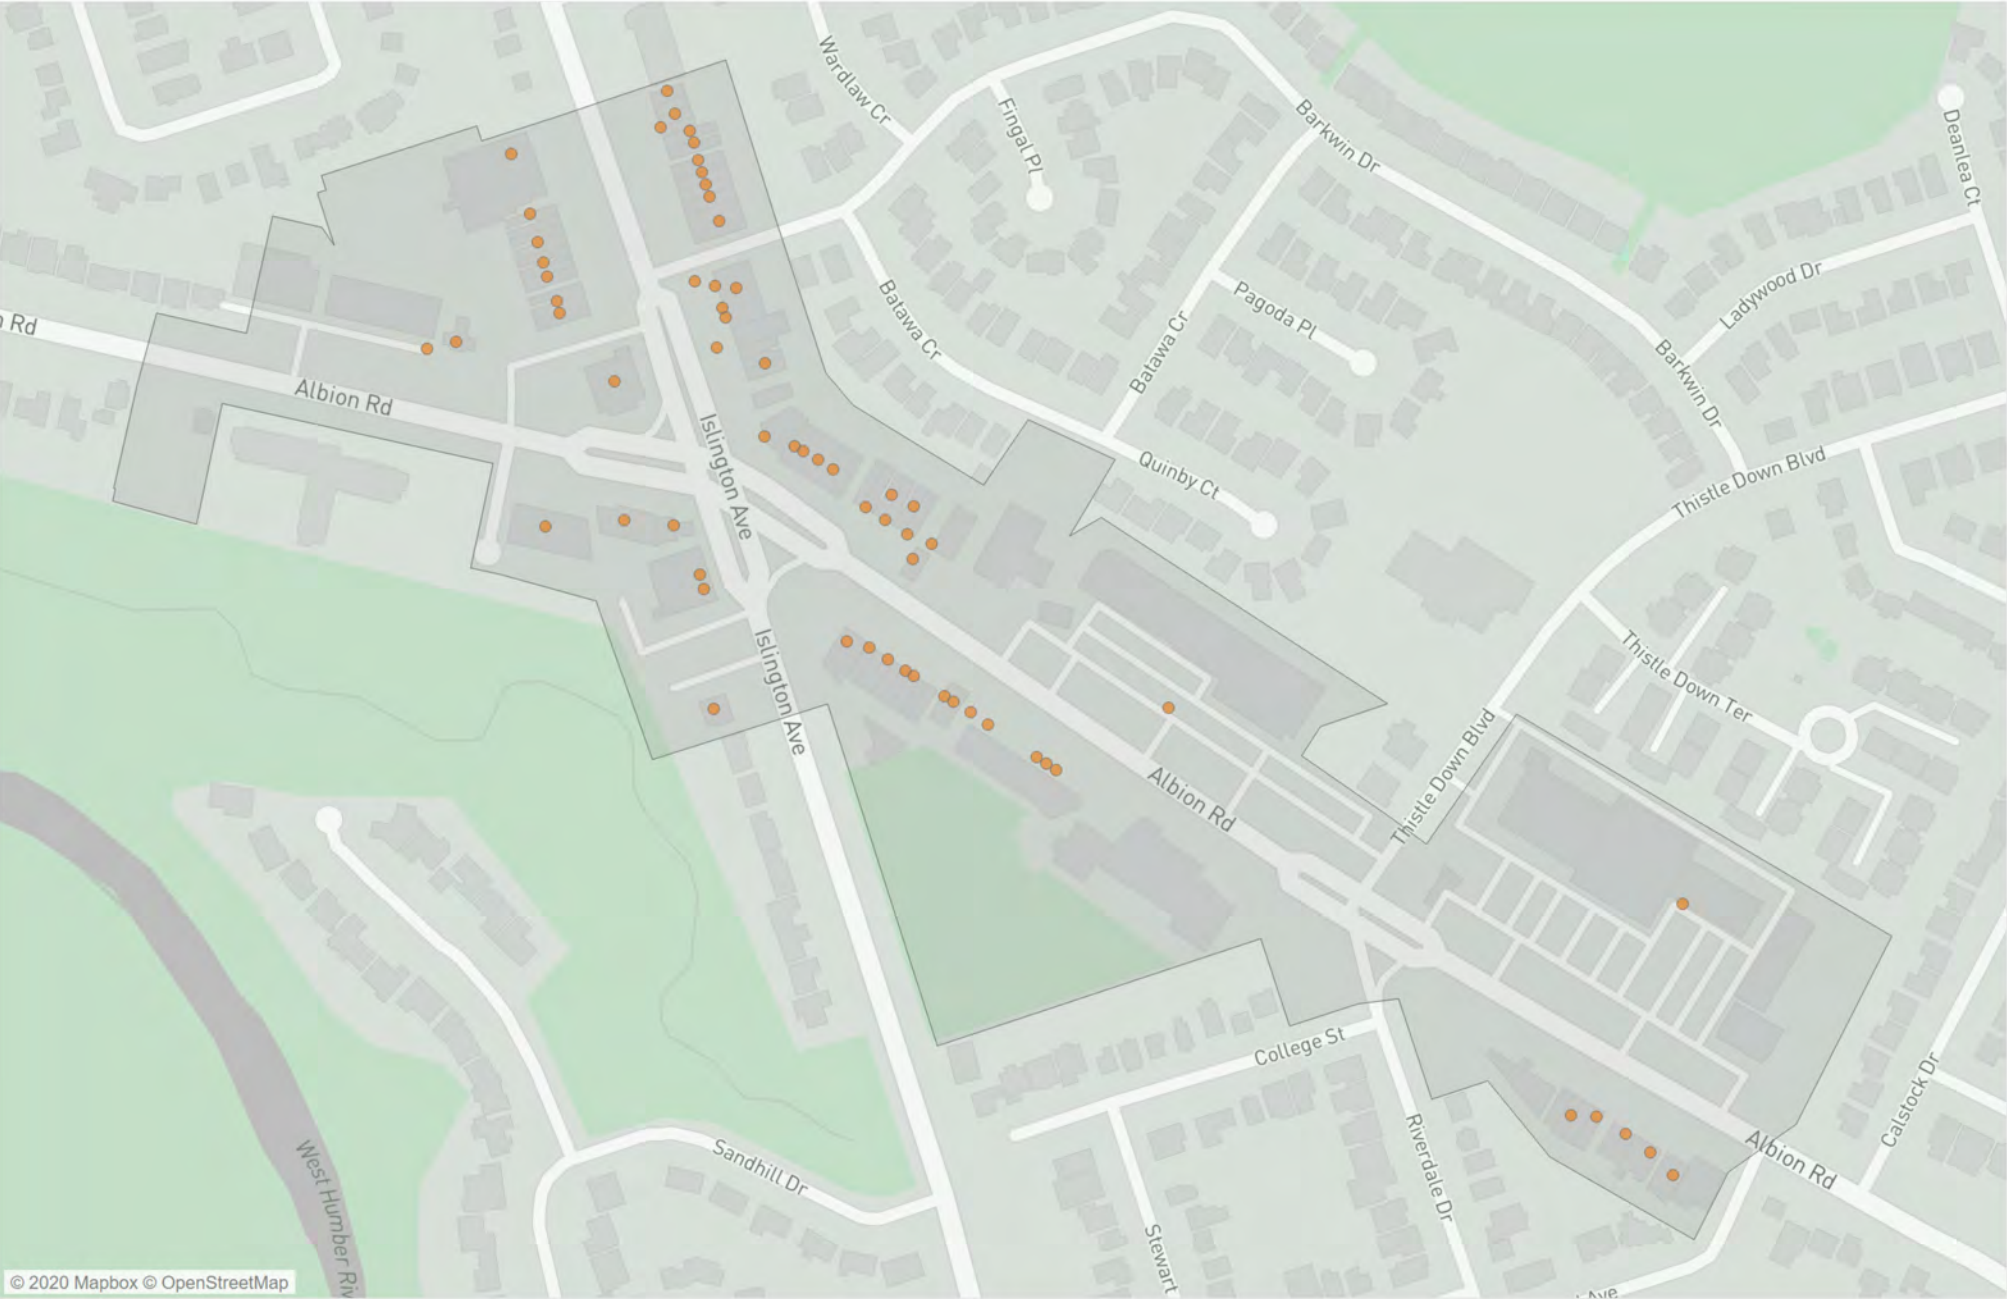 Wardlaw Cr
Fingal Pl
Barkwin Dr
Deanlea Ct
Ladywood Dr
Pagoda Pl
Batawa Cr
Batawa Cr
Rd
Albion Rd
Barkwin Dr
Islington Ave
Quinby Ct
Thistle Down Blvd
Islington Ave
Thistle Down Ter
Thistle Down Blvd
Albion Rd
College St
Calstock Dr
Sandhill Dr
Riverdale Dr
Albion Rd
West Humber Riv
Stewart
Ave
© 2020 Mapbox © OpenStreetMap